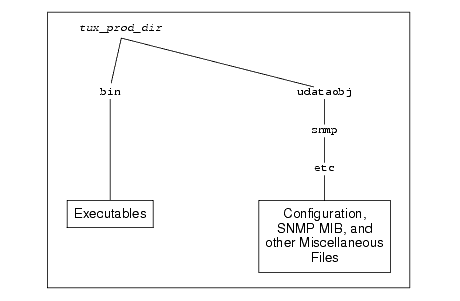 tux_prod_dir
bin
udataobj
snmp
etc
Executables
Configuration,
SNMP MIB, and
other Miscellaneous
Files